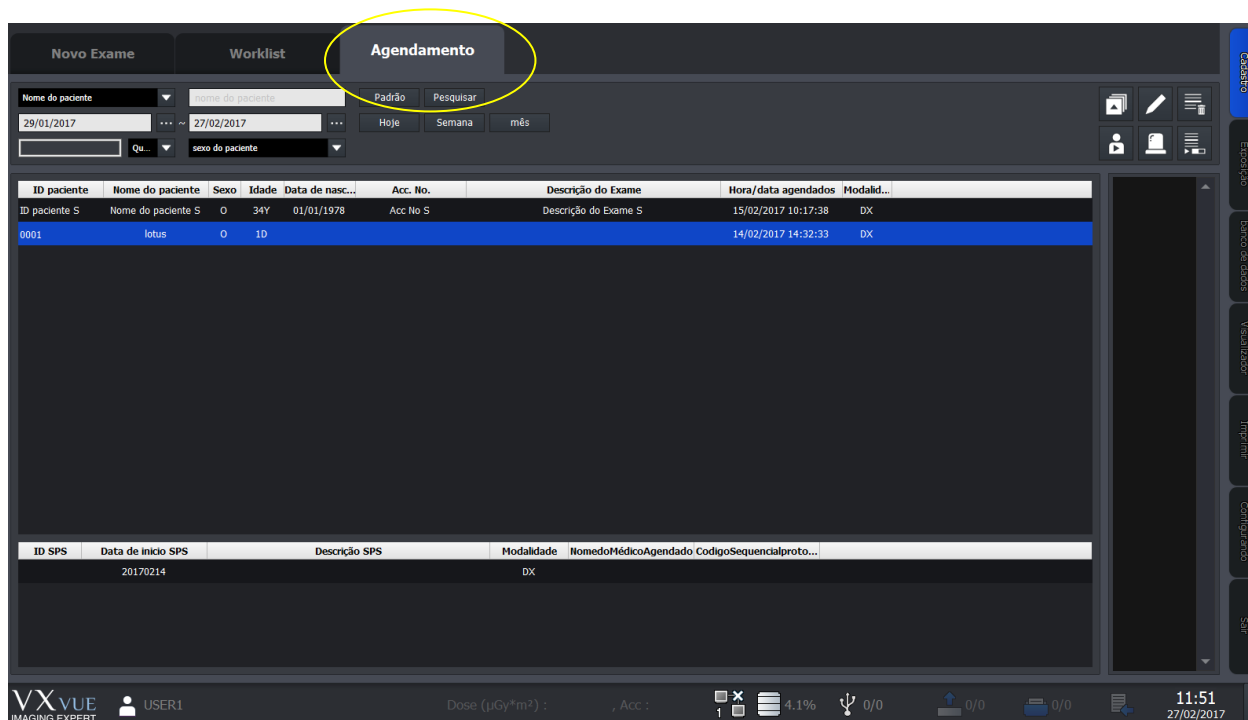 Novo Exame Worklist Agendamento
Nome do paciente nome do paciente Padrão Pesquisar
29/01/2017 ... ~ 27/02/2017 ... Hoje Semana mês
Qu... sexo do paciente
ID paciente Nome do paciente Sexo Idade Data de nasc... Acc. No. Descrição do Exame Hora/data agendados Modalid...
ID paciente S Nome do paciente S O 34Y 01/01/1978 Acc No S Descrição do Exame S 15/02/2017 10:17:38 DX
0001 lotus O 1D 14/02/2017 14:32:33 DX
ID SPS Data de inicio SPS Descrição SPS Modalidade NomedoMédicoAgendado CodigoSequencialproto...
20170214 DX
Cadastro
Exposição
Banco de dados
Visualizador
Imprimir
Configurando
Sair
VXVUE
IMAGING EXPERT
USER1 Dose (µGy*m²) : , Acc : 1 4.1% 0/0 0/0 0/0 11:51
27/02/2017